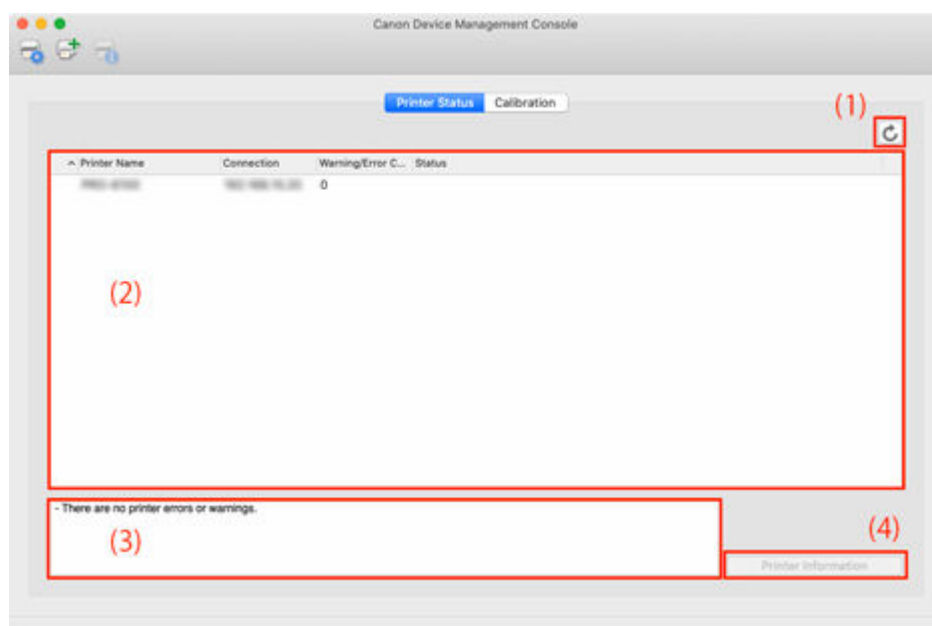 Canon Device Management Console
Printer Status Calibration
(1)
Printer Name Connection Warning/Error C... Status
0
(2)
- There are no printer errors or warnings.
(3)
(4)
Printer Information